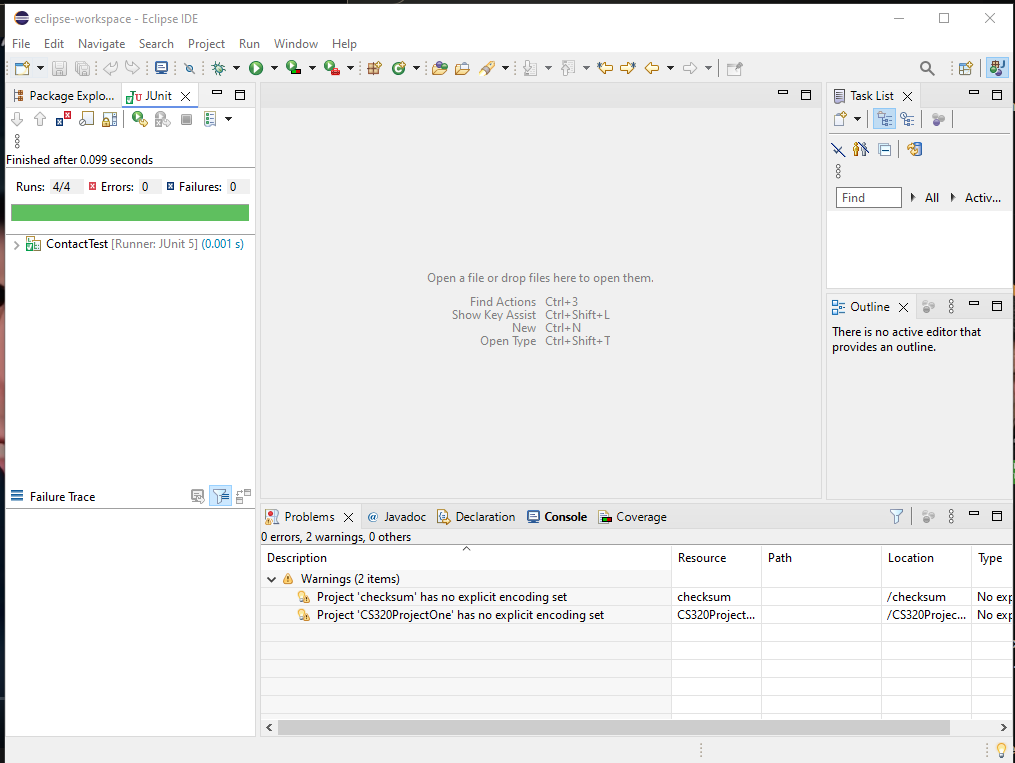 eclipse-workspace - Eclipse IDE
File Edit Navigate Search Project Run Window Help
Package Explo... JUnit
Finished after 0.099 seconds
Runs: 4/4 Errors: 0 Failures: 0
ContactTest [Runner: JUnit 5] (0.001 s)
Failure Trace
Open a file or drop files here to open them.
Find Actions Ctrl+3
Show Key Assist Ctrl+Shift+L
New Ctrl+N
Open Type Ctrl+Shift+T
Task List
Find All Activ...
Outline
There is no active editor that
provides an outline.
Problems @ Javadoc Declaration Console Coverage
0 errors, 2 warnings, 0 others
Description Resource Path Location Type
Warnings (2 items)
Project 'checksum' has no explicit encoding set checksum /checksum No exp
Project 'CS320ProjectOne' has no explicit encoding set CS320Project... /CS320Projec... No exp